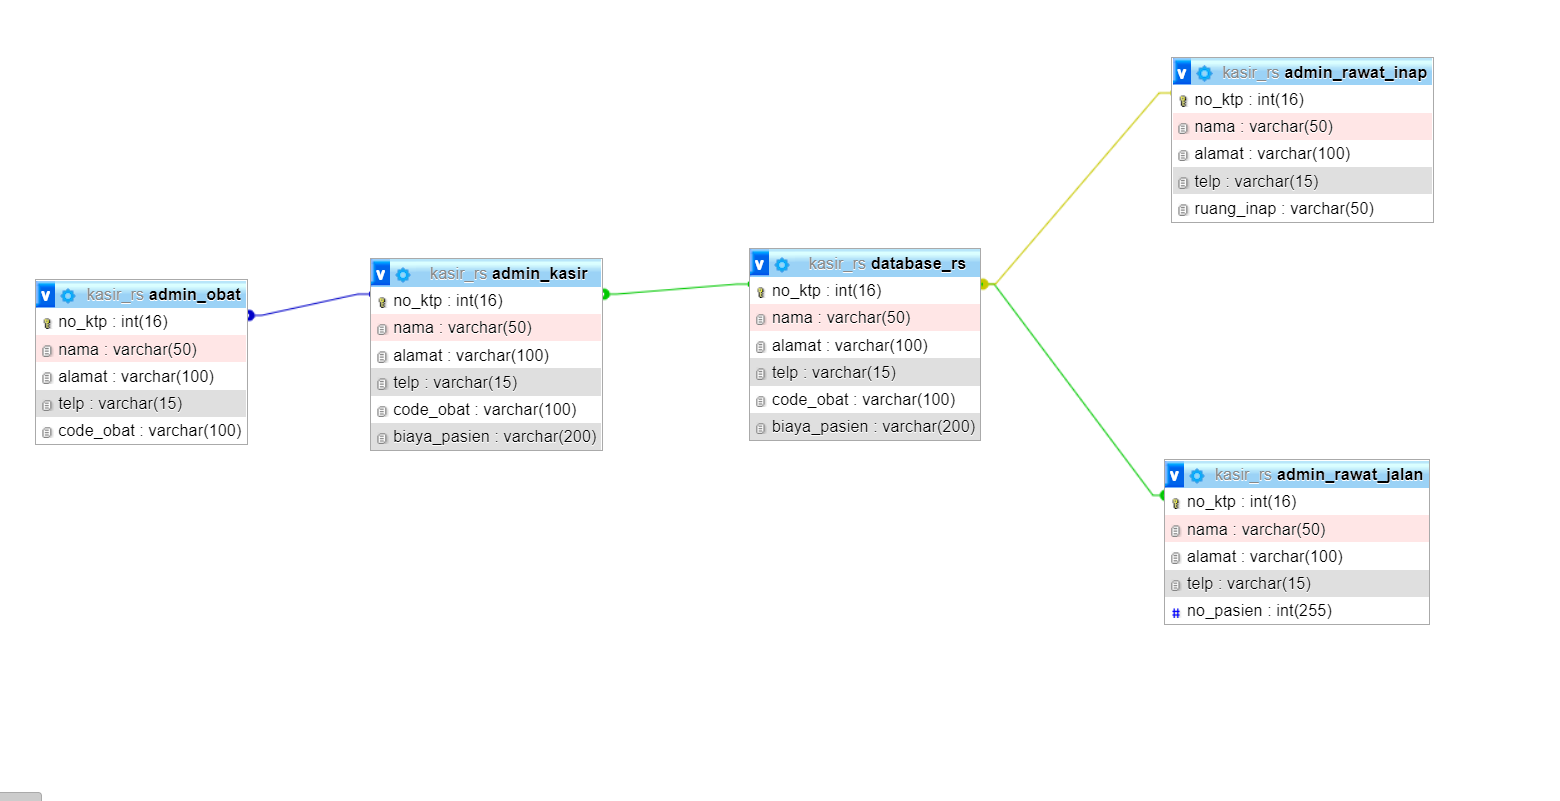 v kasir_rs admin_obat
no_ktp : int(16)
nama : varchar(50)
alamat : varchar(100)
telp : varchar(15)
code_obat : varchar(100)
v kasir_rs admin_kasir
no_ktp : int(16)
nama : varchar(50)
alamat : varchar(100)
telp : varchar(15)
code_obat : varchar(100)
biaya_pasien : varchar(200)
v kasir_rs database_rs
no_ktp : int(16)
nama : varchar(50)
alamat : varchar(100)
telp : varchar(15)
code_obat : varchar(100)
biaya_pasien : varchar(200)
v kasir_rs admin_rawat_inap
no_ktp : int(16)
nama : varchar(50)
alamat : varchar(100)
telp : varchar(15)
ruang_inap : varchar(50)
v kasir_rs admin_rawat_jalan
no_ktp : int(16)
nama : varchar(50)
alamat : varchar(100)
telp : varchar(15)
# no_pasien : int(255)